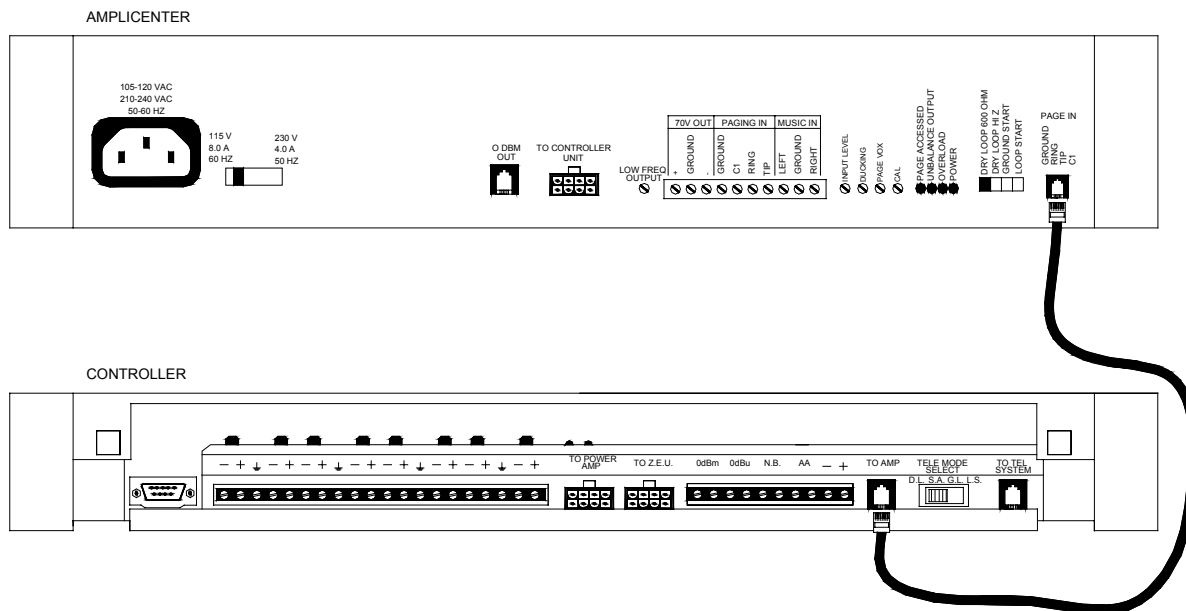 AMPLICENTER
105-120 VAC
210-240 VAC
50-60 HZ
115 V
8.0 A
60 HZ
230 V
4.0 A
50 HZ
O DBM
OUT
TO CONTROLLER
UNIT
LOW FREQ
OUTPUT
70V OUT PAGING IN MUSIC IN
+
GROUND
-
GROUND
C1
RING
TIP
LEFT
GROUND
RIGHT
INPUT LEVEL
DUCKING
PAGE VOX
CAL
PAGE ACCESSED
UNBALANCE OUTPUT
OVERLOAD
POWER
DRY LOOP 600 OHM
DRY LOOP HI Z
GROUND START
LOOP START
PAGE IN
GROUND
RING
TIP
C1
CONTROLLER
- + ⏚ - + - + ⏚ - + - + ⏚ - + - + ⏚ - +
TO POWER
AMP
TO Z.E.U.
0dBm 0dBu N.B. AA - +
TO AMP
TELE MODE
SELECT
D.L. S.A. G.L. L.S.
TO TEL
SYSTEM